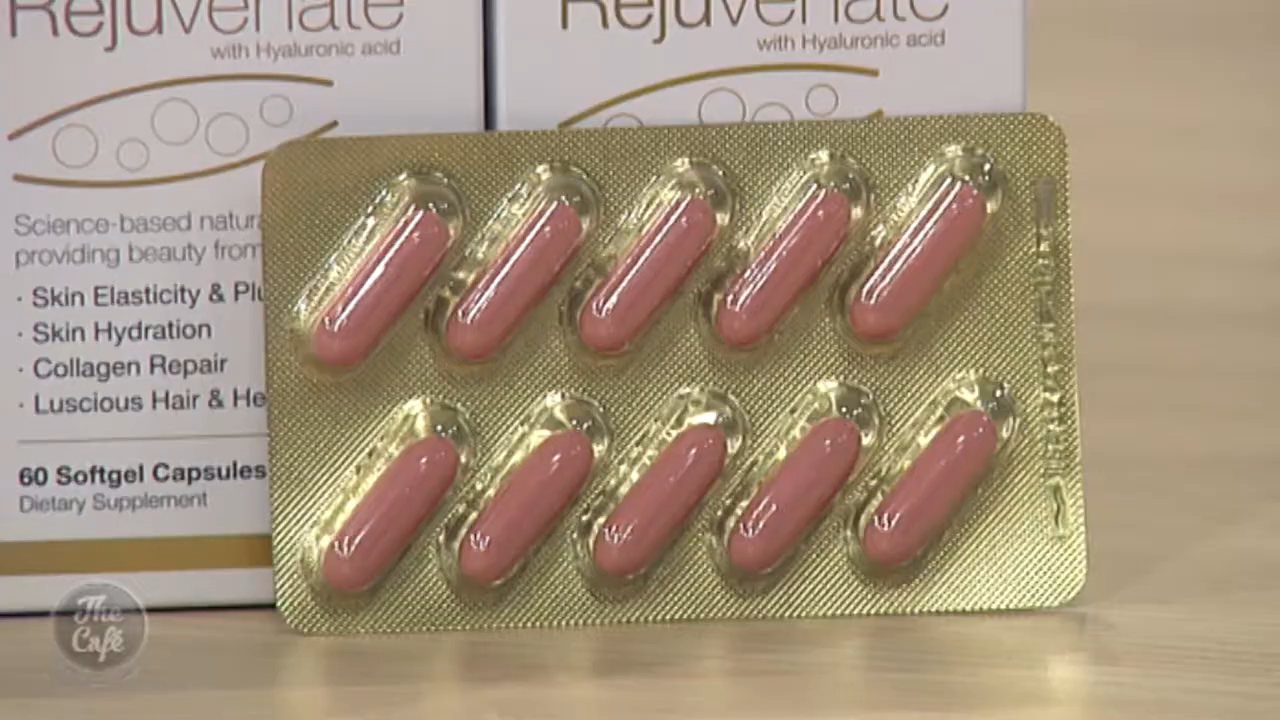 Rejuvenate
with Hyaluronic acid
Rejuvenate
with Hyaluronic acid
Science-based natura
providing beauty from
· Skin Elasticity & Plu
· Skin Hydration
· Collagen Repair
· Luscious Hair & He
60 Softgel Capsules
Dietary Supplement
The
Café